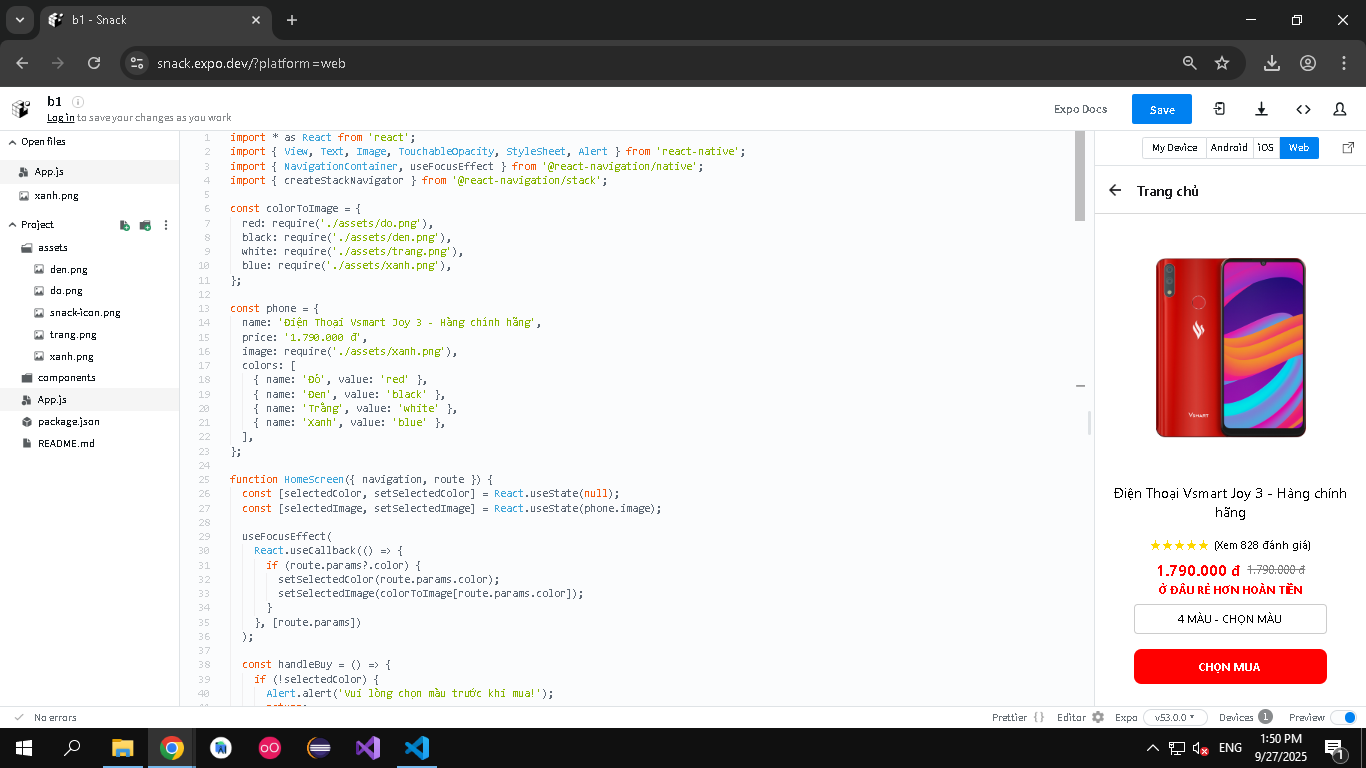 b1 - Snack
snack.expo.dev/?platform=web
b1
Log in to save your changes as you work
Expo Docs
Save
Open files
App.js
xanh.png
Project
assets
den.png
do.png
snack-icon.png
trang.png
xanh.png
components
App.js
package.json
README.md
1 import * as React from 'react';
2 import { View, Text, Image, TouchableOpacity, StyleSheet, Alert } from 'react-native';
3 import { NavigationContainer, useFocusEffect } from '@react-navigation/native';
4 import { createStackNavigator } from '@react-navigation/stack';
5
6 const colorToImage = {
7 red: require('./assets/do.png'),
8 black: require('./assets/den.png'),
9 white: require('./assets/trang.png'),
10 blue: require('./assets/xanh.png'),
11 };
12
13 const phone = {
14 name: 'Điện Thoại Vsmart Joy 3 - Hàng chính hãng',
15 price: '1.790.000 đ',
16 image: require('./assets/xanh.png'),
17 colors: [
18 { name: 'Đỏ', value: 'red' },
19 { name: 'Đen', value: 'black' },
20 { name: 'Trắng', value: 'white' },
21 { name: 'Xanh', value: 'blue' },
22 ],
23 };
24
25 function HomeScreen({ navigation, route }) {
26 const [selectedColor, setSelectedColor] = React.useState(null);
27 const [selectedImage, setSelectedImage] = React.useState(phone.image);
28
29 useFocusEffect(
30 React.useCallback(() => {
31 if (route.params?.color) {
32 setSelectedColor(route.params.color);
33 setSelectedImage(colorToImage[route.params.color]);
34 }
35 }, [route.params])
36 );
37
38 const handleBuy = () => {
39 if (!selectedColor) {
40 Alert.alert('Vui lòng chọn màu trước khi mua!');
My Device Android iOS Web
Trang chủ
VSMART
Điện Thoại Vsmart Joy 3 - Hàng chính
hãng
★★★★★ (Xem 828 đánh giá)
1.790.000 đ 1.790.000 đ
Ở ĐÂU RẺ HƠN HOÀN TIỀN
4 MÀU - CHỌN MÀU
CHỌN MUA
No errors
Prettier {} Editor Expo v53.0.0 Devices 1 Preview
ENG
1:50 PM
9/27/2025
1